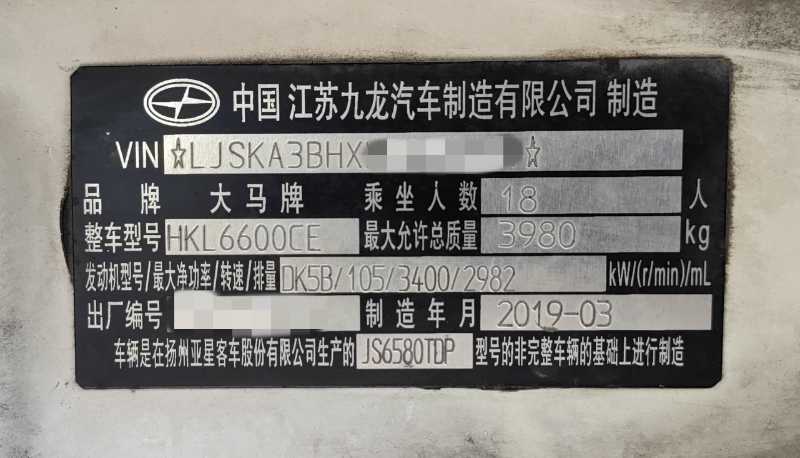 中国 江苏九龙汽车制造有限公司 制造
VIN ☆LJSKA3BHX ☆
品牌 大马牌 乘坐人数 18 人
整车型号 HKL6600CE 最大允许总质量 3980 kg
发动机型号/最大净功率/转速/排量 DK5B/105/3400/2982 kW/(r/min)/mL
出厂编号 制造年月 2019-03
车辆是在扬州亚星客车股份有限公司生产的 JS6580TDP 型号的非完整车辆的基础上进行制造